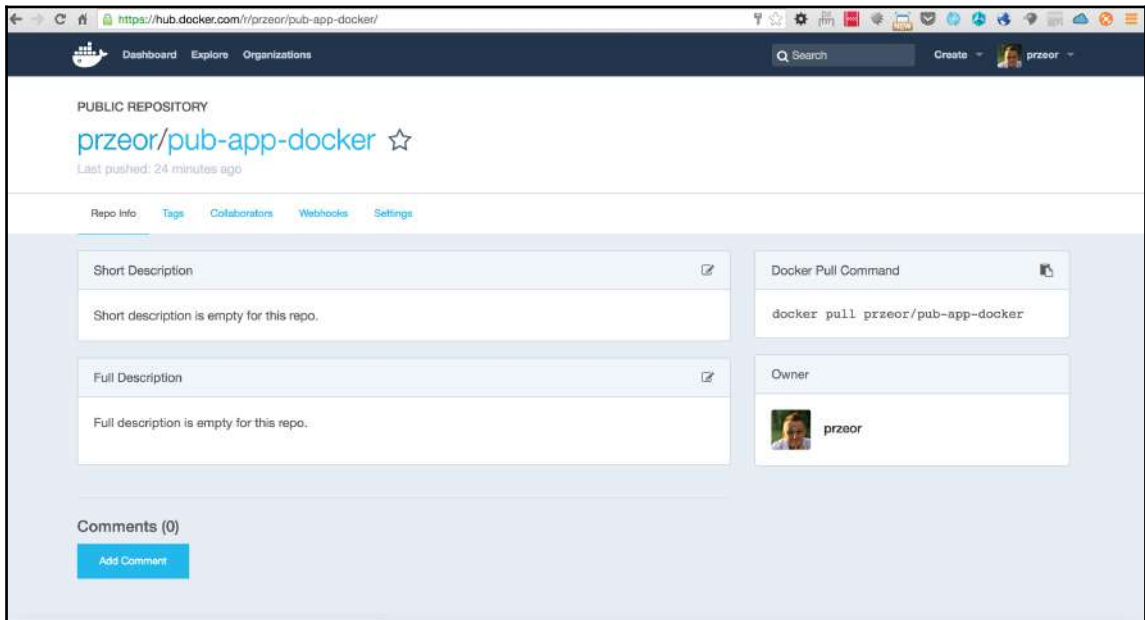 https://hub.docker.com/r/przeor/pub-app-docker/
Dashboard Explore Organizations
Search
Create
przeor
PUBLIC REPOSITORY
przeor/pub-app-docker
Last pushed: 24 minutes ago
Repo Info Tags Collaborators Webhooks Settings
Short Description
Short description is empty for this repo.
Full Description
Full description is empty for this repo.
Docker Pull Command
docker pull przeor/pub-app-docker
Owner
przeor
Comments (0)
Add Comment